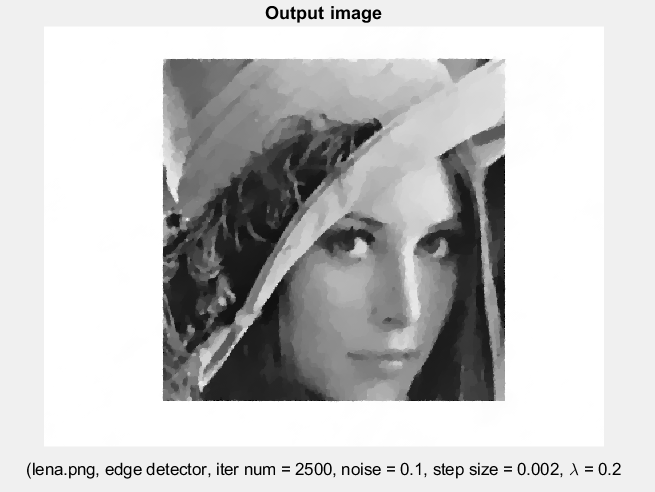 Output image
(lena.png, edge detector, iter num = 2500, noise = 0.1, step size = 0.002, λ = 0.2